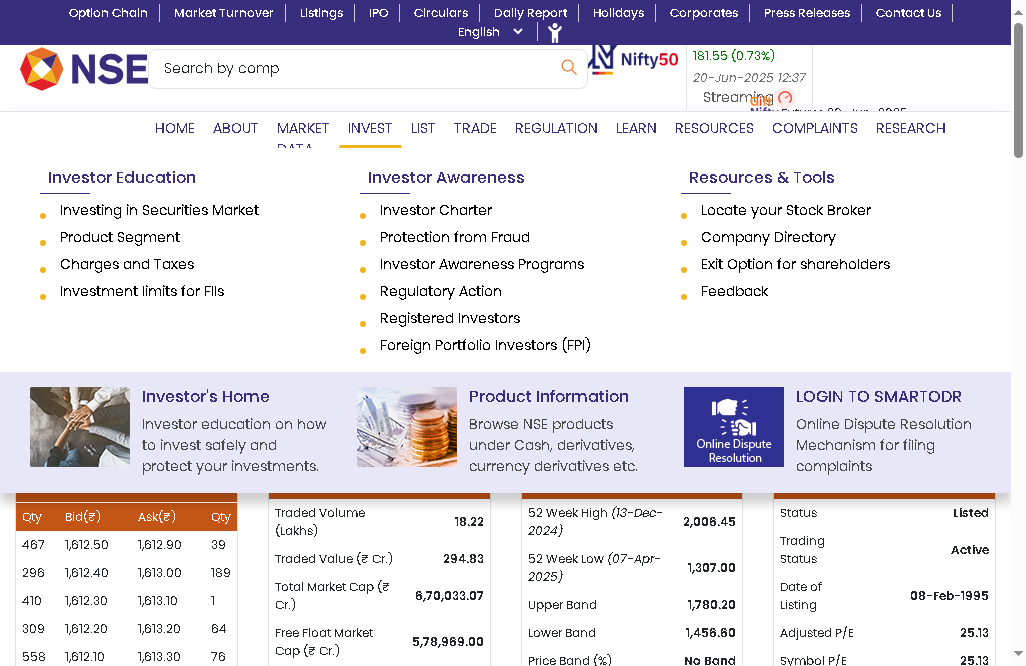 Option Chain Market Turnover Listings IPO Circulars Daily Report Holidays Corporates Press Releases Contact Us
English
NSE
Search by comp
Nifty50
181.55 (0.73%)
20-Jun-2025 12:37
Streaming
HOME ABOUT MARKET DATA INVEST LIST TRADE REGULATION LEARN RESOURCES COMPLAINTS RESEARCH
Investor Education
Investing in Securities Market
Product Segment
Charges and Taxes
Investment limits for FIIs
Investor Awareness
Investor Charter
Protection from Fraud
Investor Awareness Programs
Regulatory Action
Registered Investors
Foreign Portfolio Investors (FPI)
Resources & Tools
Locate your Stock Broker
Company Directory
Exit Option for shareholders
Feedback
Investor's Home
Investor education on how
to invest safely and
protect your investments.
Product Information
Browse NSE products
under Cash, derivatives,
currency derivatives etc.
Online Dispute
Resolution
LOGIN TO SMARTODR
Online Dispute Resolution
Mechanism for filing
complaints
Qty Bid(₹) Ask(₹) Qty
467 1,612.50 1,612.90 39
296 1,612.40 1,613.00 189
410 1,612.30 1,613.10 1
309 1,612.20 1,613.20 64
558 1,612.10 1,613.30 76
Traded Volume
(Lakhs) 18.22
Traded Value (₹ Cr.) 294.83
Total Market Cap (₹
Cr.) 6,70,033.07
Free Float Market
Cap (₹ Cr.) 5,78,969.00
52 Week High (13-Dec-
2024) 2,006.45
52 Week Low (07-Apr-
2025) 1,307.00
Upper Band 1,780.20
Lower Band 1,456.60
Price Band (%) No Band
Status Listed
Trading
Status Active
Date of
Listing 08-Feb-1995
Adjusted P/E 25.13
Symbol P/E 25.13